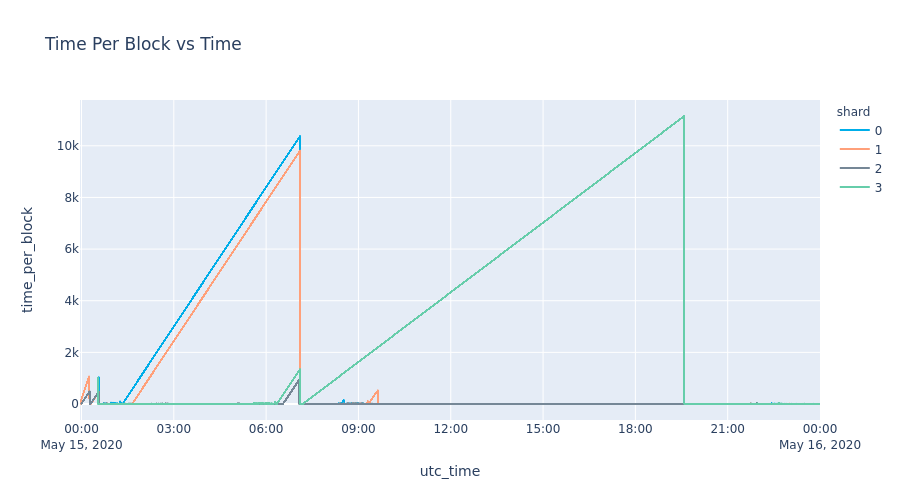 Time Per Block vs Time
shard
0
1
2
3
10k
8k
6k
4k
2k
0
time_per_block
00:00
May 15, 2020
03:00
06:00
09:00
12:00
15:00
18:00
21:00
00:00
May 16, 2020
utc_time